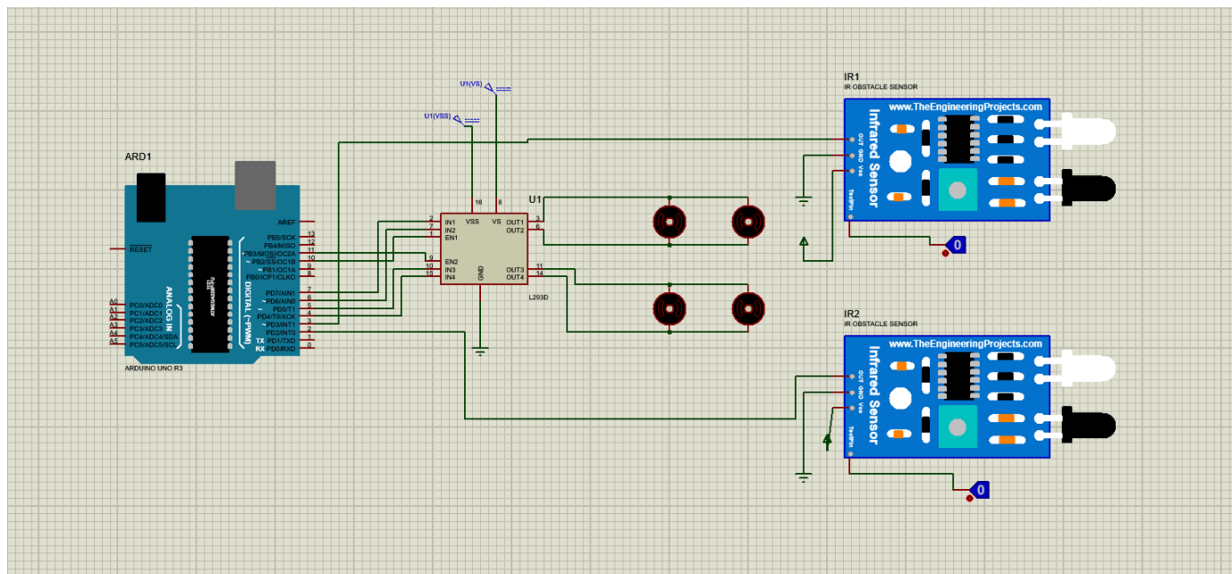 ARD1
RESET
A0
A1
A2
A3
A4
A5
PC0/ADC0
PC1/ADC1
PC2/ADC2
PC3/ADC3
PC4/ADC4/SDA
PC5/ADC5/SCL
ANALOG IN
DIGITAL (~PWM)
AREF
PB5/SCK 13
PB4/MISO 12
~PB3/MOSI/OC2A 11
~PB2/SS/OC1B 10
~PB1/OC1A 9
PB0/ICP1/CLKO 8
PD7/AIN1 7
~PD6/AIN0 6
~PD5/T1 5
PD4/T0/XCK 4
~PD3/INT1 3
PD2/INT0 2
TX PD1/TXD 1
RX PD0/RXD 0
ARDUINO UNO R3
U1(VS)
U1(VSS)
U1
16 8
VSS VS
2 IN1
7 IN2
1 EN1
9 EN2
10 IN3
15 IN4
OUT1 3
OUT2 6
OUT3 11
OUT4 14
GND
L293D
IR1
IR OBSTACLE SENSOR
www.TheEngineeringProjects.com
Infrared Sensor
OUT
GND
Vcc
TestPin
0
IR2
IR OBSTACLE SENSOR
www.TheEngineeringProjects.com
Infrared Sensor
OUT
GND
Vcc
TestPin
0